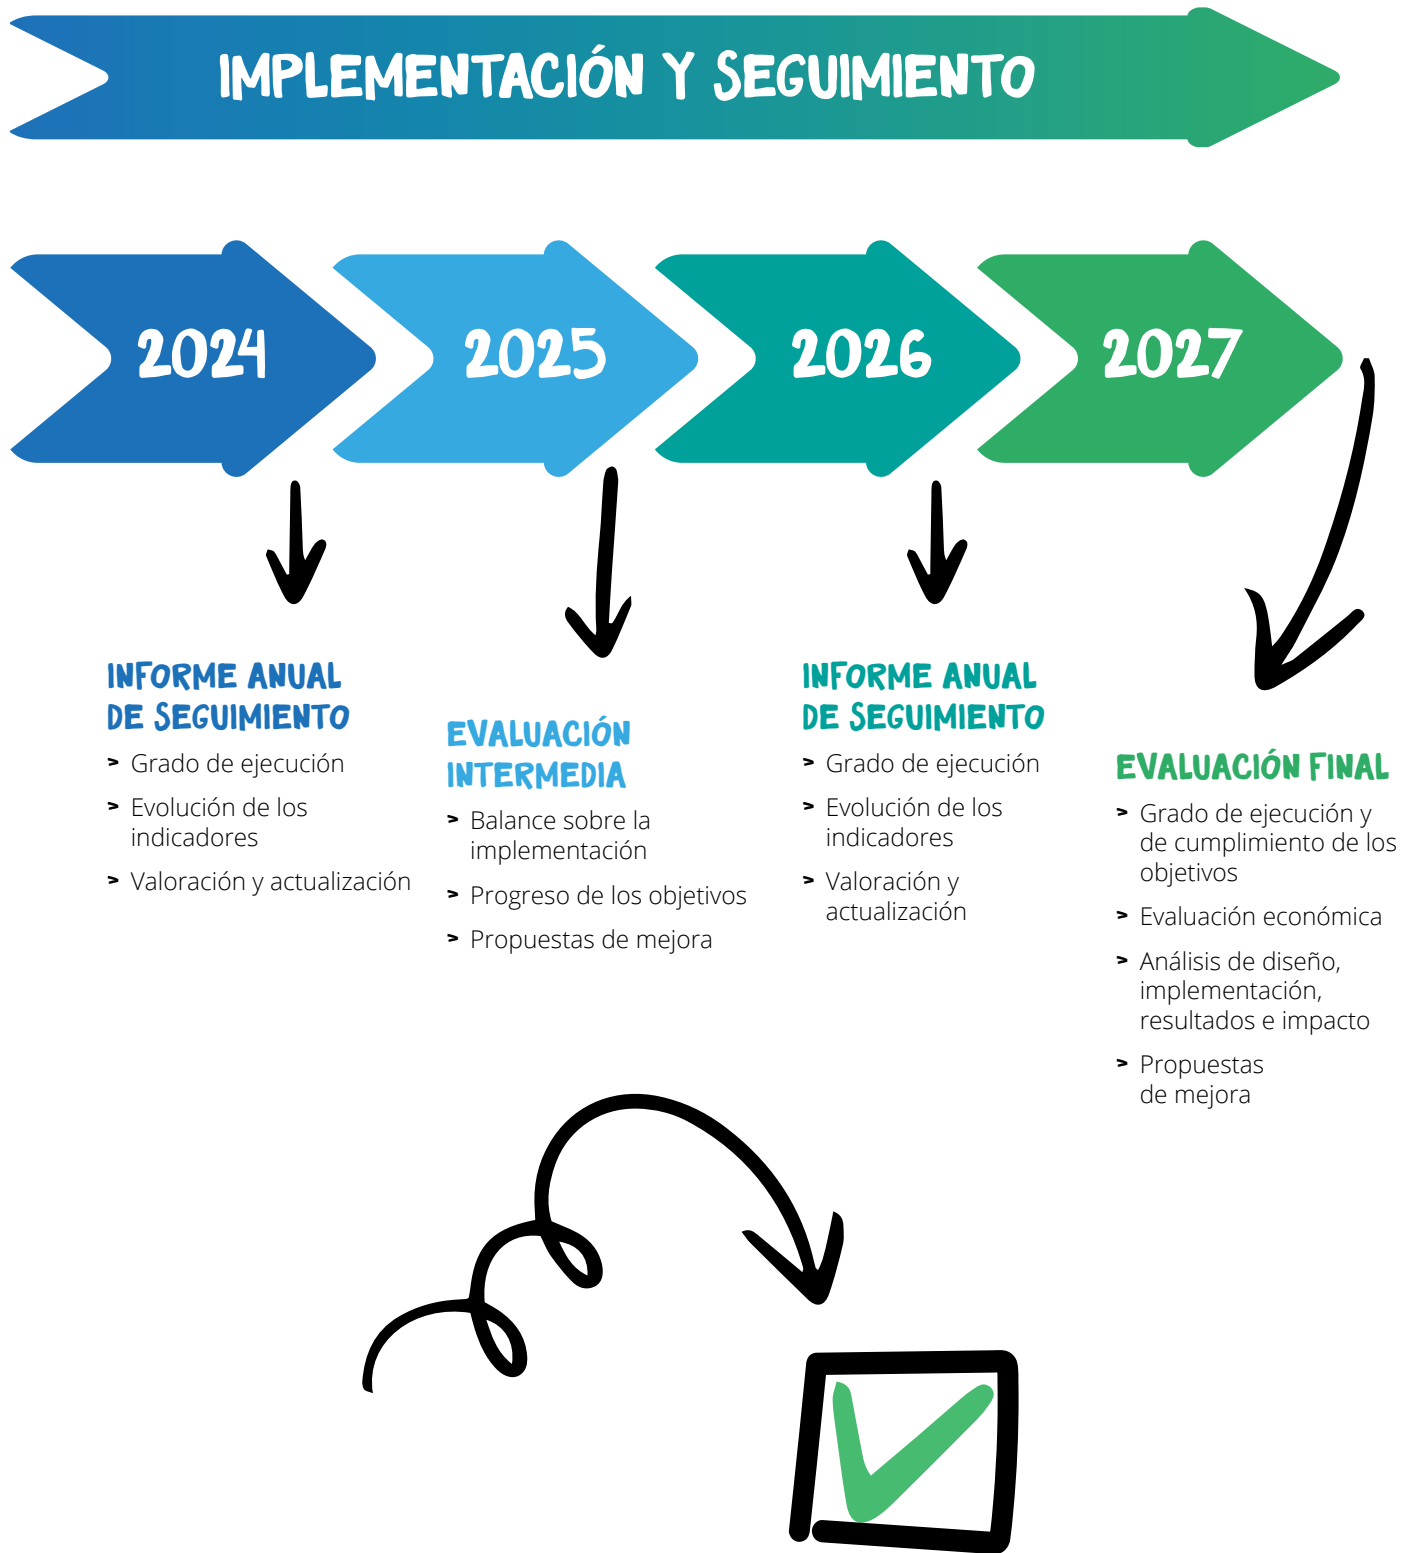 IMPLEMENTACIÓN Y SEGUIMIENTO
2024
2025
2026
2027
INFORME ANUAL
DE SEGUIMIENTO
> Grado de ejecución
> Evolución de los
indicadores
> Valoración y actualización
EVALUACIÓN
INTERMEDIA
> Balance sobre la
implementación
> Progreso de los objetivos
> Propuestas de mejora
INFORME ANUAL
DE SEGUIMIENTO
> Grado de ejecución
> Evolución de los
indicadores
> Valoración y
actualización
EVALUACIÓN FINAL
> Grado de ejecución y
de cumplimiento de los
objetivos
> Evaluación económica
> Análisis de diseño,
implementación,
resultados e impacto
> Propuestas
de mejora